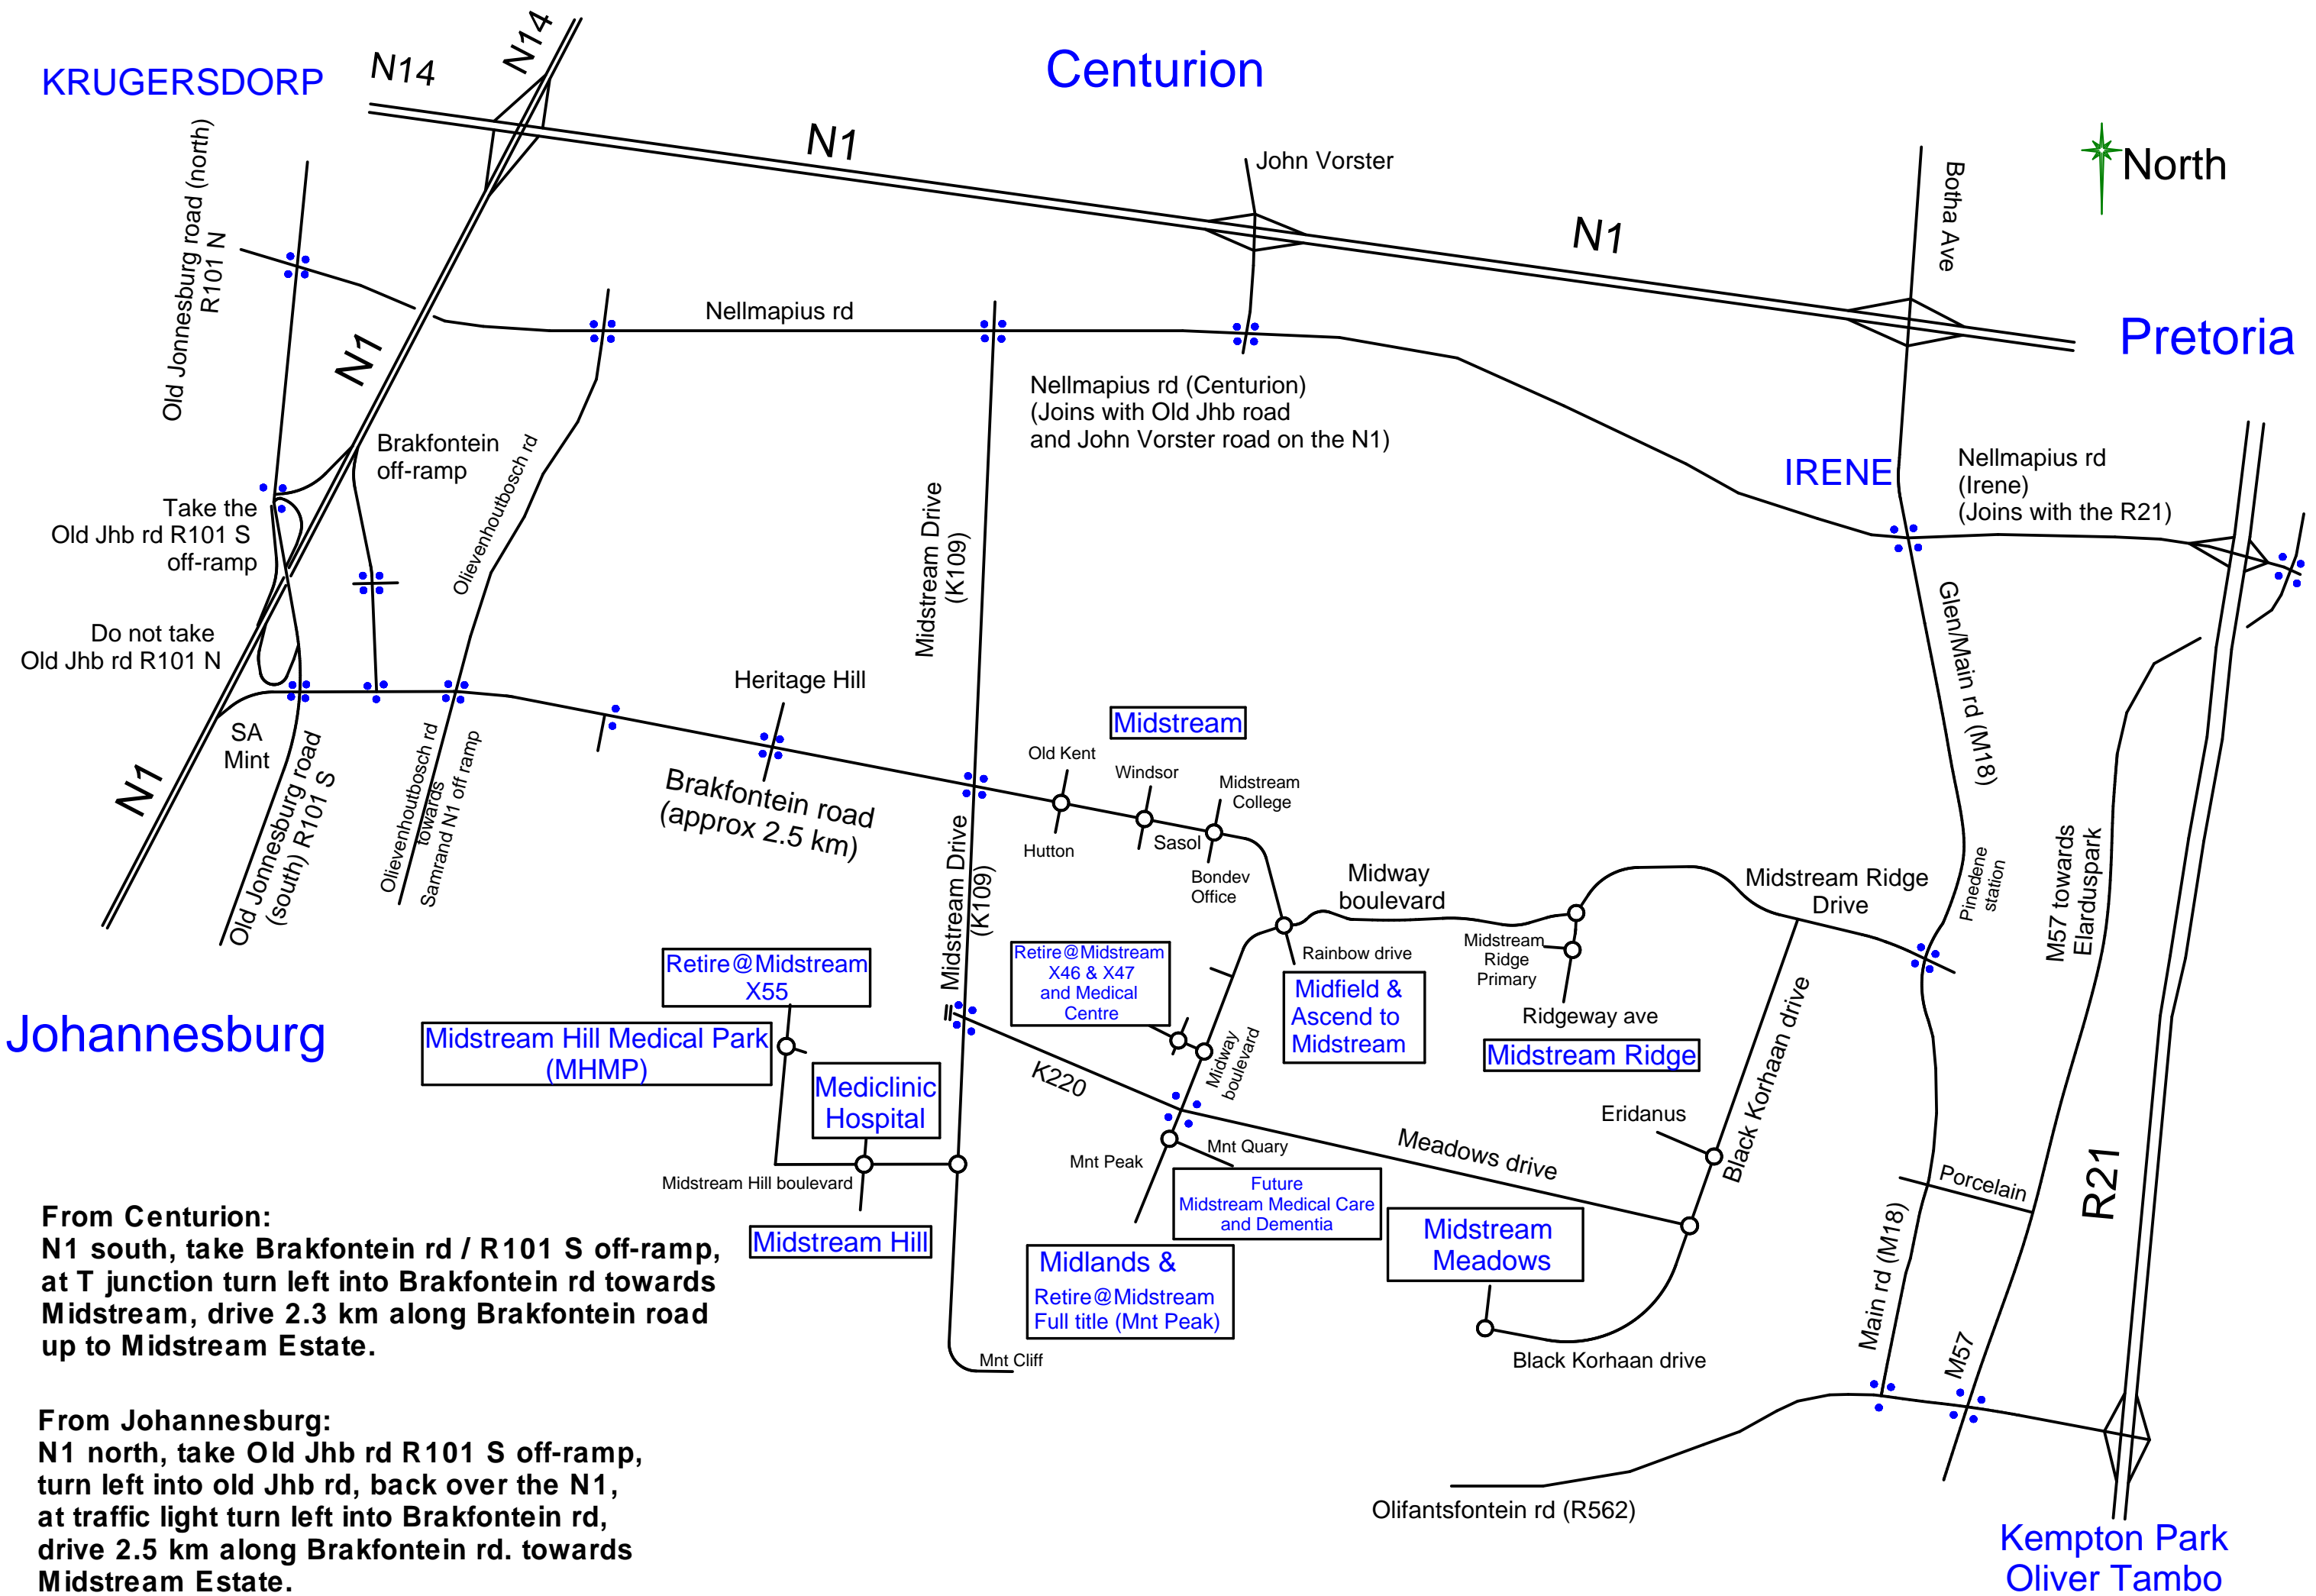 KRUGERSDORP
N14
N14
Centurion
N1
John Vorster
N1
Botha Ave
North
Old Jonnesburg road (north)
R101 N
Nellmapius rd
N1
Pretoria
Nellmapius rd (Centurion)
(Joins with Old Jhb road
and John Vorster road on the N1)
Brakfontein
off-ramp
Olievenhoutbosch rd
IRENE
Nellmapius rd
(Irene)
(Joins with the R21)
Take the
Old Jhb rd R101 S
off-ramp
Midstream Drive
(K109)
Do not take
Old Jhb rd R101 N
Glen/Main rd (M18)
Heritage Hill
SA
Mint
Midstream
Old Kent
Windsor
Midstream
College
N1
Old Jonnesburg road
(south) R101 S
Olievenhoutbosch rd
towards
Samrand N1 off ramp
Brakfontein road
(approx 2.5 km)
Midstream Drive
(K109)
Hutton
Sasol
Bondev
Office
Midway
boulevard
Midstream Ridge
Drive
Pinedene
station
M57 towards
Elarduspark
Retire@Midstream
X55
Retire@Midstream
X46 & X47
and Medical
Centre
Rainbow drive
Midstream
Ridge
Primary
Midfield &
Ascend to
Midstream
Ridgeway ave
Midstream Ridge
Johannesburg
Midstream Hill Medical Park
(MHMP)
Mediclinic
Hospital
K220
Midway
boulevard
Black Korhaan drive
Eridanus
Mnt Peak
Mnt Quary
Meadows drive
Midstream Hill boulevard
Midstream Hill
Future
Midstream Medical Care
and Dementia
Midstream
Meadows
Porcelain
R21
Midlands &
Retire@Midstream
Full title (Mnt Peak)
Main rd (M18)
M57
Mnt Cliff
Black Korhaan drive
Olifantsfontein rd (R562)
Kempton Park
Oliver Tambo
From Centurion:
N1 south, take Brakfontein rd / R101 S off-ramp,
at T junction turn left into Brakfontein rd towards
Midstream, drive 2.3 km along Brakfontein road
up to Midstream Estate.
From Johannesburg:
N1 north, take Old Jhb rd R101 S off-ramp,
turn left into old Jhb rd, back over the N1,
at traffic light turn left into Brakfontein rd,
drive 2.5 km along Brakfontein rd. towards
Midstream Estate.